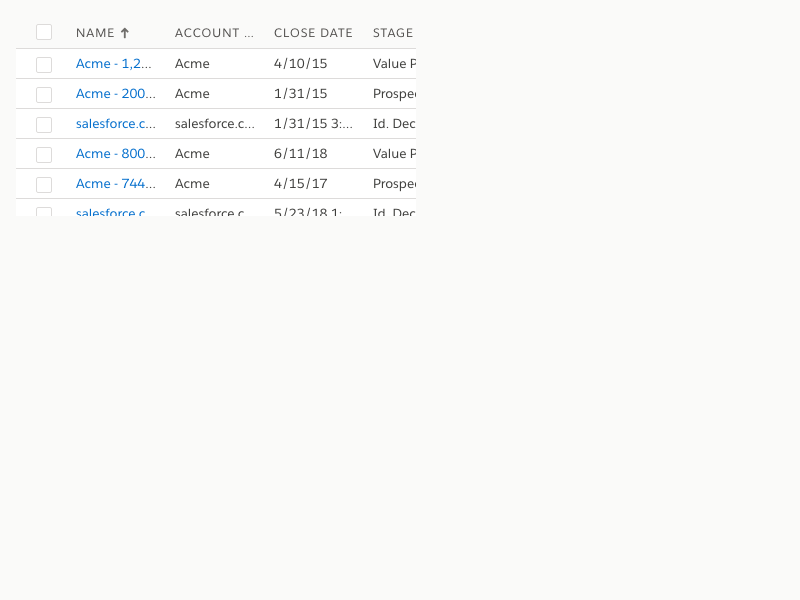 NAME ACCOUNT ... CLOSE DATE STAGE
Acme - 1,2... Acme 4/10/15 Value P
Acme - 200... Acme 1/31/15 Prospe
salesforce.c... salesforce.c... 1/31/15 3:... Id. Dec
Acme - 800... Acme 6/11/18 Value P
Acme - 744... Acme 4/15/17 Prospe
salesforce.c... salesforce.c... 5/23/18 1:... Id. Dec